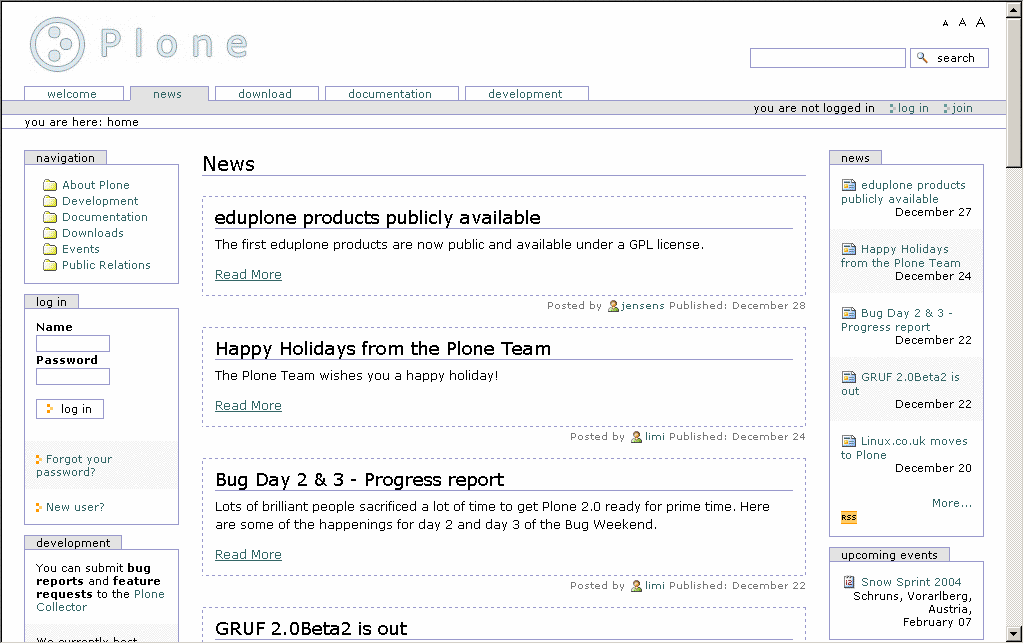 Plone
A A A
search
welcome
news
download
documentation
development
you are not logged in log in join
you are here: home
navigation
About Plone
Development
Documentation
Downloads
Events
Public Relations
log in
Name
Password
log in
Forgot your
password?
New user?
development
You can submit bug
reports and feature
requests to the Plone
Collector
We currently host
News
eduplone products publicly available
The first eduplone products are now public and available under a GPL license.
Read More
Posted by jensens Published: December 28
Happy Holidays from the Plone Team
The Plone Team wishes you a happy holiday!
Read More
Posted by limi Published: December 24
Bug Day 2 & 3 - Progress report
Lots of brilliant people sacrificed a lot of time to get Plone 2.0 ready for prime time. Here
are some of the happenings for day 2 and day 3 of the Bug Weekend.
Read More
Posted by limi Published: December 22
GRUF 2.0Beta2 is out
news
eduplone products
publicly available
December 27
Happy Holidays
from the Plone Team
December 24
Bug Day 2 & 3 -
Progress report
December 22
GRUF 2.0Beta2 is
out
December 22
Linux.co.uk moves
to Plone
December 20
More...
RSS
upcoming events
Snow Sprint 2004
Schruns, Vorarlberg,
Austria,
February 07